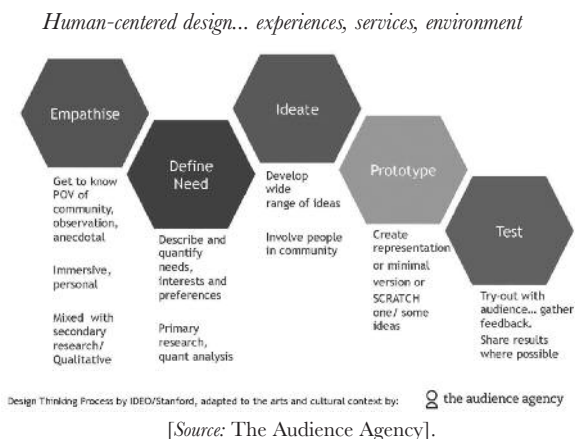 Human-centered design... experiences, services, environment
Empathise
Get to know
POV of
community,
observation,
anecdotal
Immersive,
personal
Mixed with
secondary
research/
Qualitative
Define
Need
Describe and
quantify
needs,
interests and
preferences
Primary
research,
quant analysis
Ideate
Develop
wide
range of ideas
Involve people
in community
Prototype
Create
representation
or minimal
version or
SCRATCH
one/ some
ideas
Test
Try-out with
audience... gather
feedback.
Share results
where possible
Design Thinking Process by IDEO/Stanford, adapted to the arts and cultural context by: the audience agency
[Source: The Audience Agency].